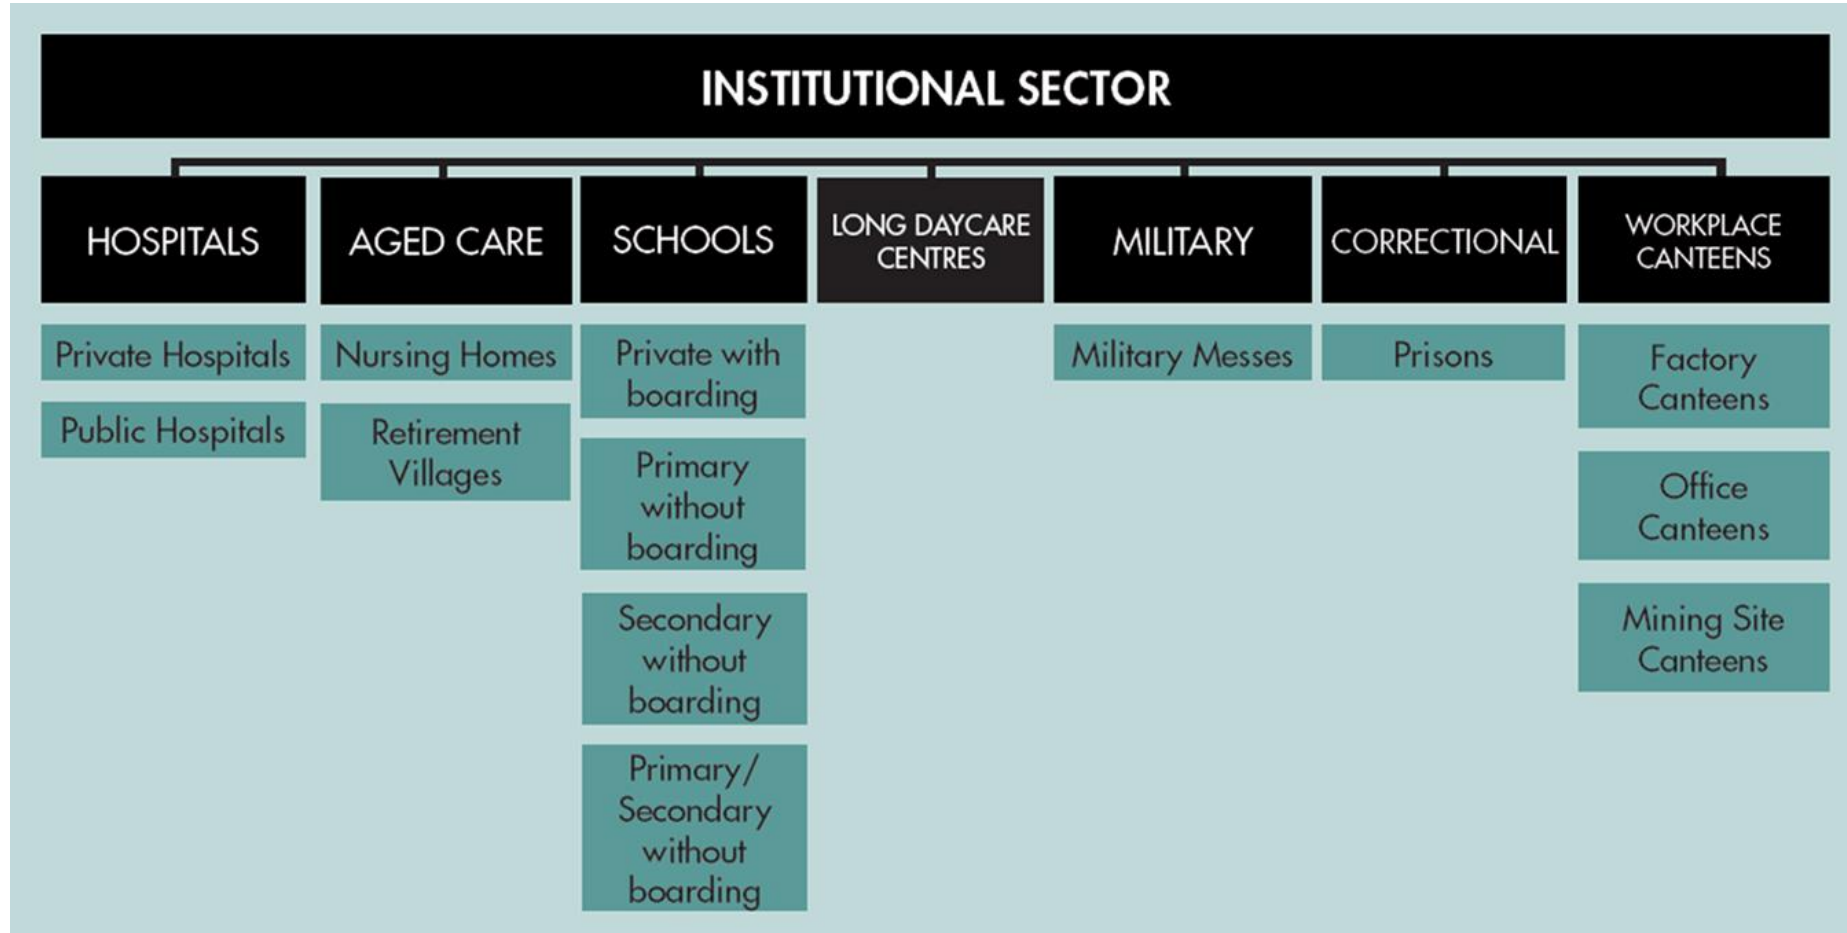 INSTITUTIONAL SECTOR
HOSPITALS
Private Hospitals
Public Hospitals
AGED CARE
Nursing Homes
Retirement
Villages
SCHOOLS
Private with
boarding
Primary
without
boarding
Secondary
without
boarding
Primary/
Secondary
without
boarding
LONG DAYCARE
CENTRES
MILITARY
Military Messes
CORRECTIONAL
Prisons
WORKPLACE
CANTEENS
Factory
Canteens
Office
Canteens
Mining Site
Canteens